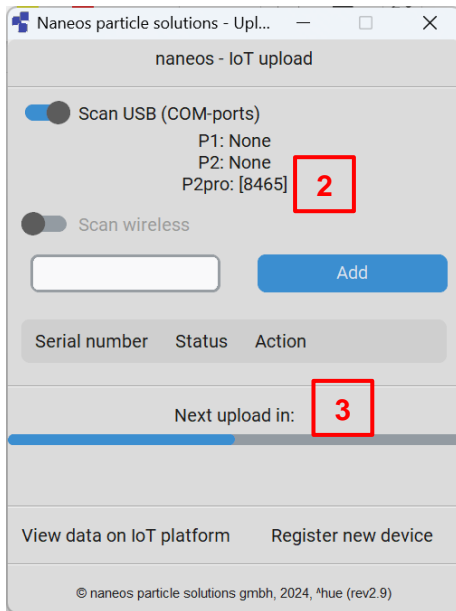 Naneos particle solutions - Upl...
naneos - IoT upload
Scan USB (COM-ports)
P1: None
P2: None
P2pro: [8465]
2
Scan wireless
Add
Serial number Status Action
Next upload in:
3
View data on IoT platform Register new device
© naneos particle solutions gmbh, 2024, ^hue (rev2.9)